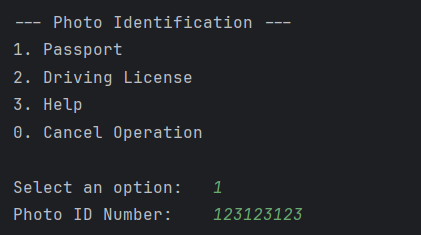 --- Photo Identification ---
1. Passport
2. Driving License
3. Help
0. Cancel Operation
Select an option: 1
Photo ID Number: 123123123